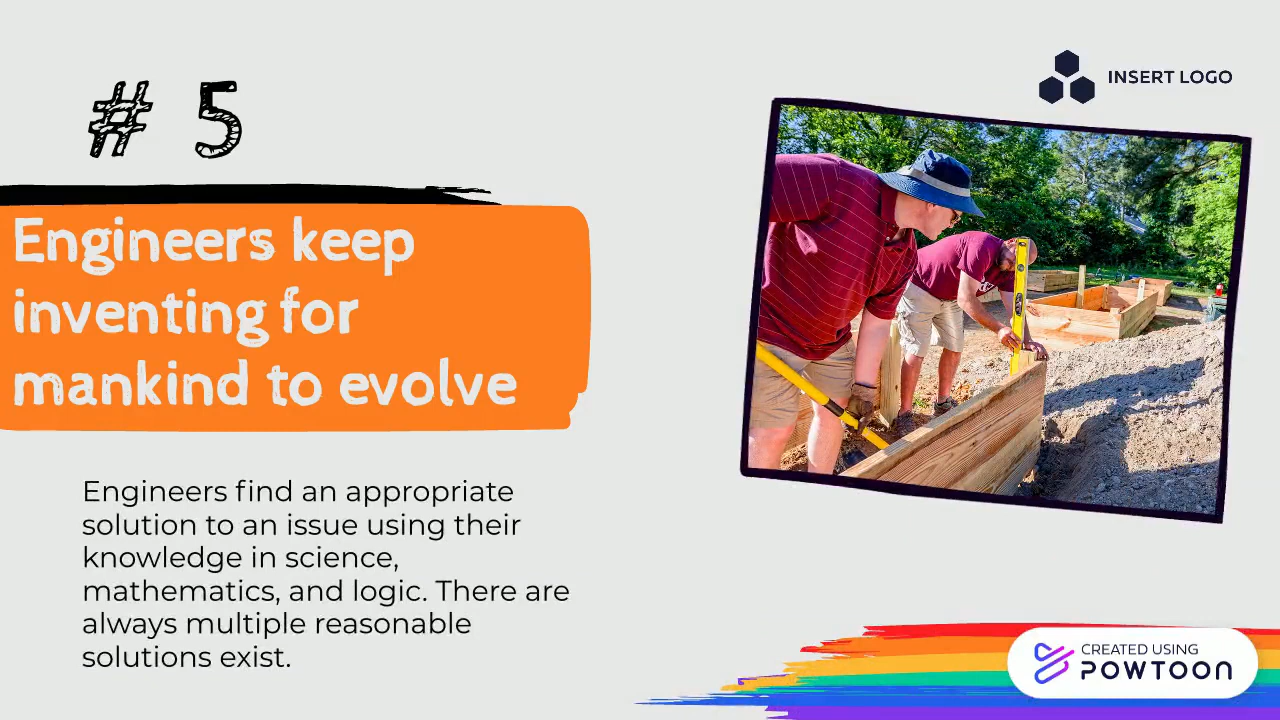 # 5
INSERT LOGO
Engineers keep
inventing for
mankind to evolve
Engineers find an appropriate
solution to an issue using their
knowledge in science,
mathematics, and logic. There are
always multiple reasonable
solutions exist.
CREATED USING
POWTOON